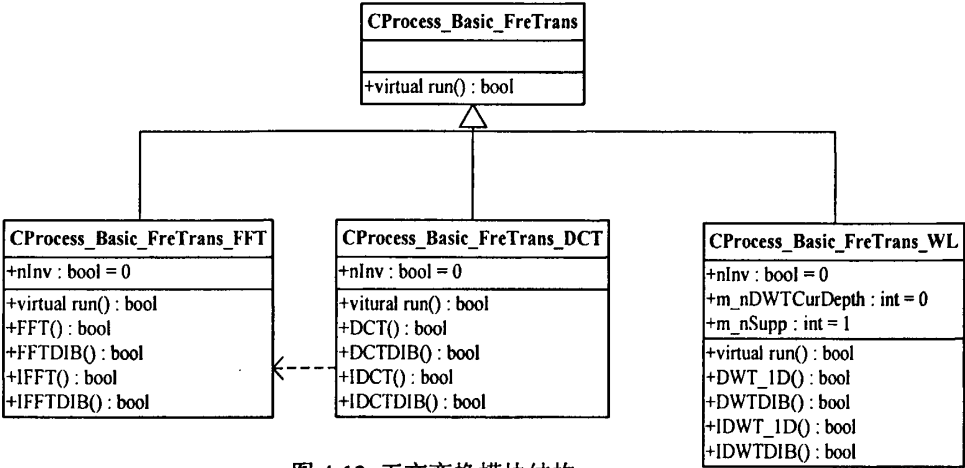 CProcess_Basic_FreTrans
+virtual run() : bool
CProcess_Basic_FreTrans_FFT
+nInv : bool = 0
+virtual run() : bool
+FFT() : bool
+FFTDIB() : bool
+IFFT() : bool
+IFFTDIB() : bool
CProcess_Basic_FreTrans_DCT
+nInv : bool = 0
+vitural run() : bool
+DCT() : bool
+DCTDIB() : bool
+IDCT() : bool
+IDCTDIB() : bool
CProcess_Basic_FreTrans_WL
+nInv : bool = 0
+m_nDWTCurDepth : int = 0
+m_nSupp : int = 1
+virtual run() : bool
+DWT_1D() : bool
+DWTDIB() : bool
+IDWT_1D() : bool
+IDWTDIB() : bool